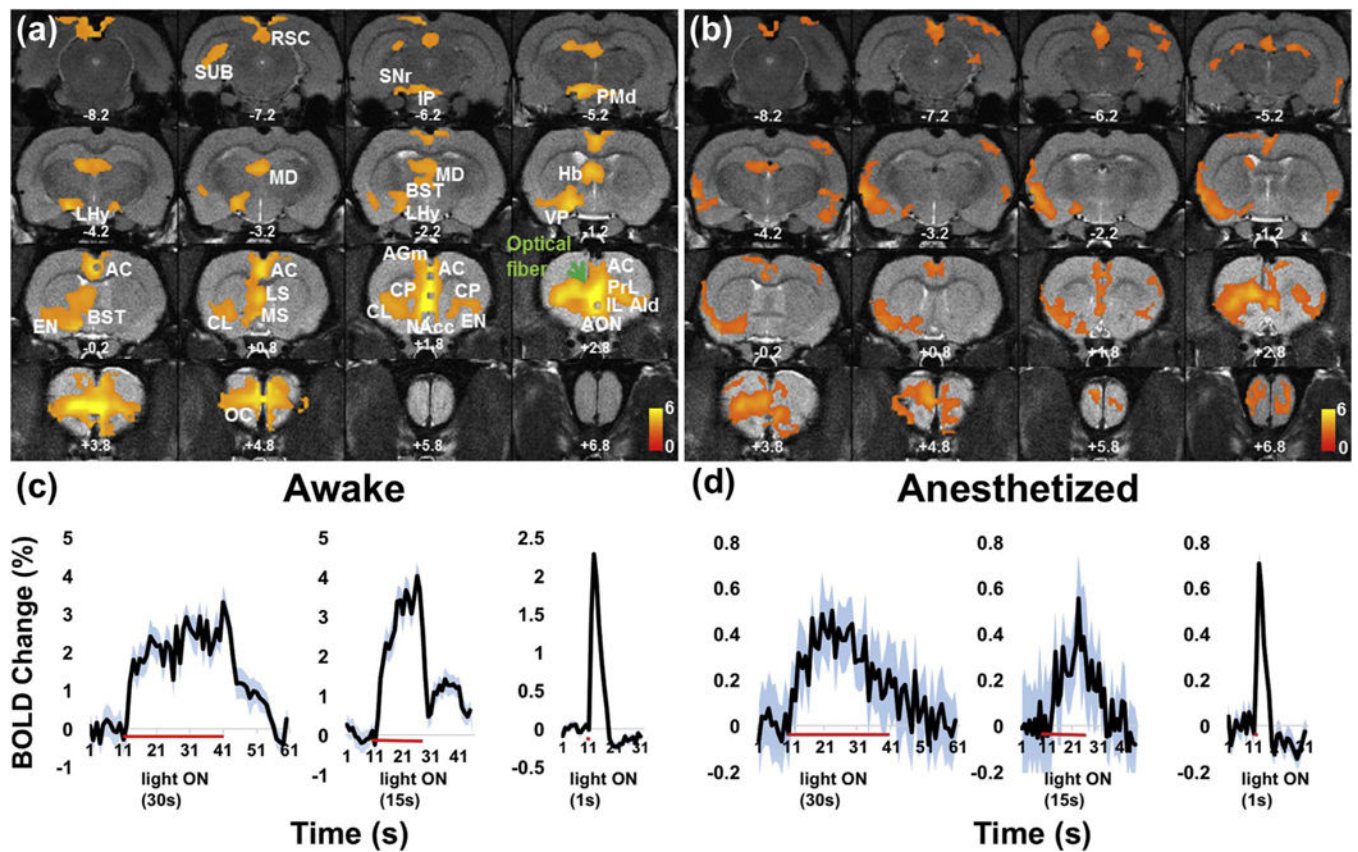 (a)
RSC
SUB
SNr
IP
PMd
-8.2
-7.2
-6.2
-5.2
MD
MD
Hb
BST
LHy
LHy
VP
-4.2
-3.2
-2.2
-1.2
Optical
fiber
AC
AC
AGm
AC
AC
CP
CP
PrL
LS
IL
AId
EN
BST
CL
MS
CL
NAcc
EN
AON
-0.2
+0.8
+1.8
+2.8
OC
6
0
+3.8
+4.8
+5.8
+6.8
(b)
-8.2
-7.2
-6.2
-5.2
-4.2
-3.2
-2.2
-1.2
-0.2
+0.8
+1.8
+2.8
6
0
+3.8
+4.8
+5.8
+6.8
(c)
Awake
BOLD Change (%)
5
4
3
2
1
0
-1
1 11 21 31 41 51 61
light ON
(30s)
5
4
3
2
1
0
-1
1 11 21 31 41
light ON
(15s)
2.5
2
1.5
1
0.5
0
-0.5
1 11 21 31
light ON
(1s)
Time (s)
(d)
Anesthetized
0.8
0.6
0.4
0.2
0
-0.2
1 11 21 31 41 51 61
light ON
(30s)
0.8
0.6
0.4
0.2
0
-0.2
1 11 21 31 41
light ON
(15s)
0.8
0.6
0.4
0.2
0
-0.2
1 11 21 31
light ON
(1s)
Time (s)